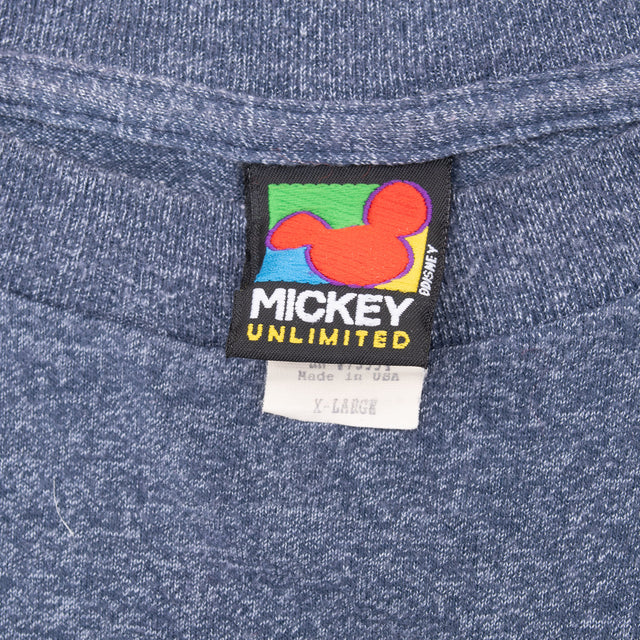 ©DISNEY
MICKEY
UNLIMITED
Made in USA
X-LARGE